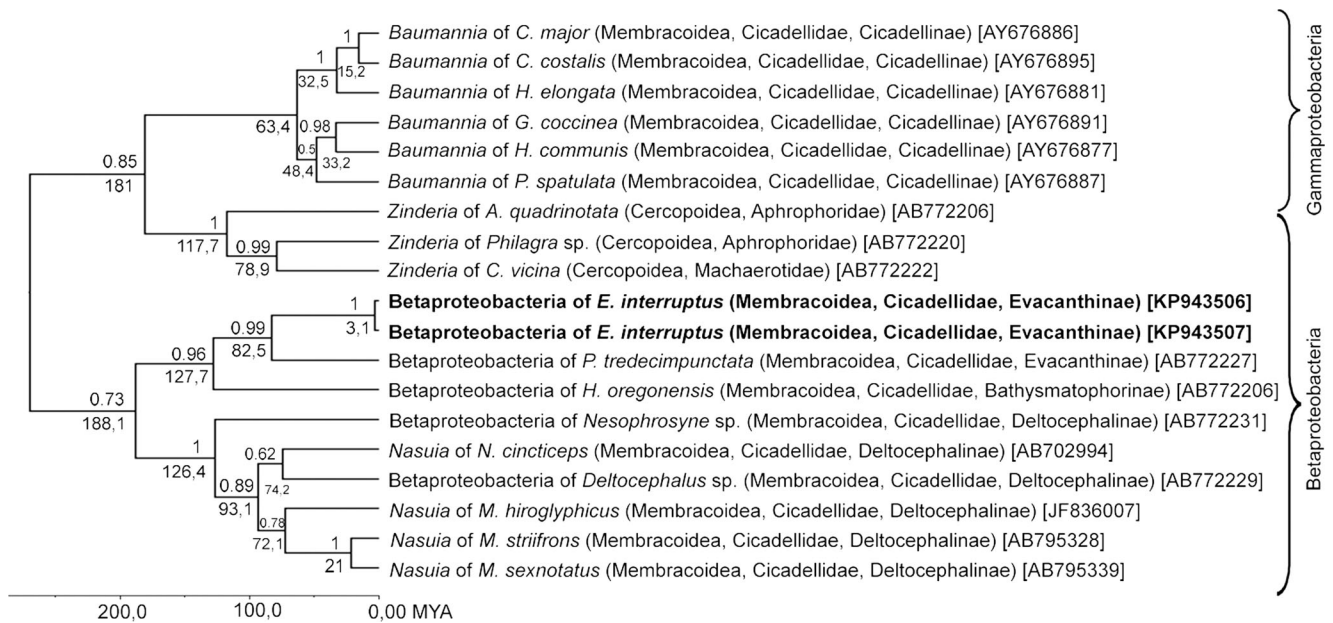 Baumannia of C. major (Membracoidea, Cicadellidae, Cicadellinae) [AY676886]
Baumannia of C. costalis (Membracoidea, Cicadellidae, Cicadellinae) [AY676895]
Baumannia of H. elongata (Membracoidea, Cicadellidae, Cicadellinae) [AY676881]
Baumannia of G. coccinea (Membracoidea, Cicadellidae, Cicadellinae) [AY676891]
Baumannia of H. communis (Membracoidea, Cicadellidae, Cicadellinae) [AY676877]
Baumannia of P. spatulata (Membracoidea, Cicadellidae, Cicadellinae) [AY676887]
Zinderia of A. quadrinotata (Cercopoidea, Aphrophoridae) [AB772206]
Zinderia of Philagra sp. (Cercopoidea, Aphrophoridae) [AB772220]
Zinderia of C. vicina (Cercopoidea, Machaerotidae) [AB772222]
Betaproteobacteria of E. interruptus (Membracoidea, Cicadellidae, Evacanthinae) [KP943506]
Betaproteobacteria of E. interruptus (Membracoidea, Cicadellidae, Evacanthinae) [KP943507]
Betaproteobacteria of P. tredecimpunctata (Membracoidea, Cicadellidae, Evacanthinae) [AB772227]
Betaproteobacteria of H. oregonensis (Membracoidea, Cicadellidae, Bathysmatophorinae) [AB772206]
Betaproteobacteria of Nesophrosyne sp. (Membracoidea, Cicadellidae, Deltocephalinae) [AB772231]
Nasuia of N. cincticeps (Membracoidea, Cicadellidae, Deltocephalinae) [AB702994]
Betaproteobacteria of Deltocephalus sp. (Membracoidea, Cicadellidae, Deltocephalinae) [AB772229]
Nasuia of M. hiroglyphicus (Membracoidea, Cicadellidae, Deltocephalinae) [JF836007]
Nasuia of M. striifrons (Membracoidea, Cicadellidae, Deltocephalinae) [AB795328]
Nasuia of M. sexnotatus (Membracoidea, Cicadellidae, Deltocephalinae) [AB795339]
1
15,2
1
32,5
63,4
0.98
33,2
0.5
48,4
0.85
181
1
117,7
0.99
78,9
1
3,1
0.99
82,5
0.96
127,7
0.73
188,1
1
126,4
0.62
74,2
0.89
93,1
0.78
72,1
1
21
200,0 100,0 0,00 MYA
Gammaproteobacteria
Betaproteobacteria